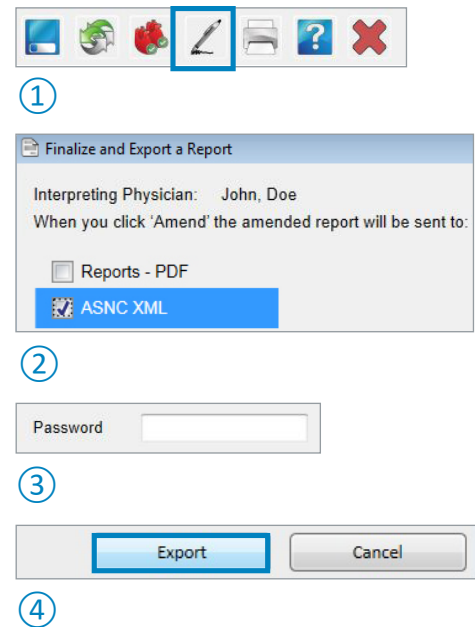 ?
①
Finalize and Export a Report
Interpreting Physician: John, Doe
When you click 'Amend' the amended report will be sent to:
Reports - PDF
ASNC XML
②
Password
③
Export Cancel
④